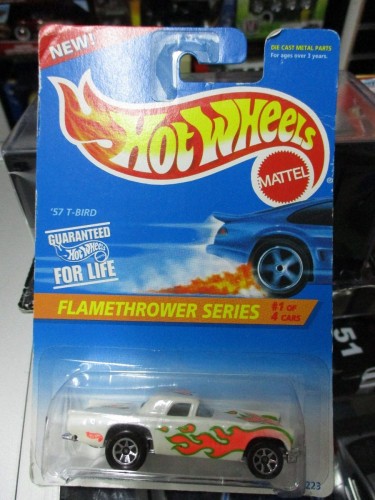 NEW!
DIE CAST METAL PARTS
For ages over 3 years.
HOT WHEELS
MATTEL
'57 T-BIRD
GUARANTEED
Hot Wheels
FOR LIFE
FLAMETHROWER SERIES
#1 OF
4 CARS
51
223